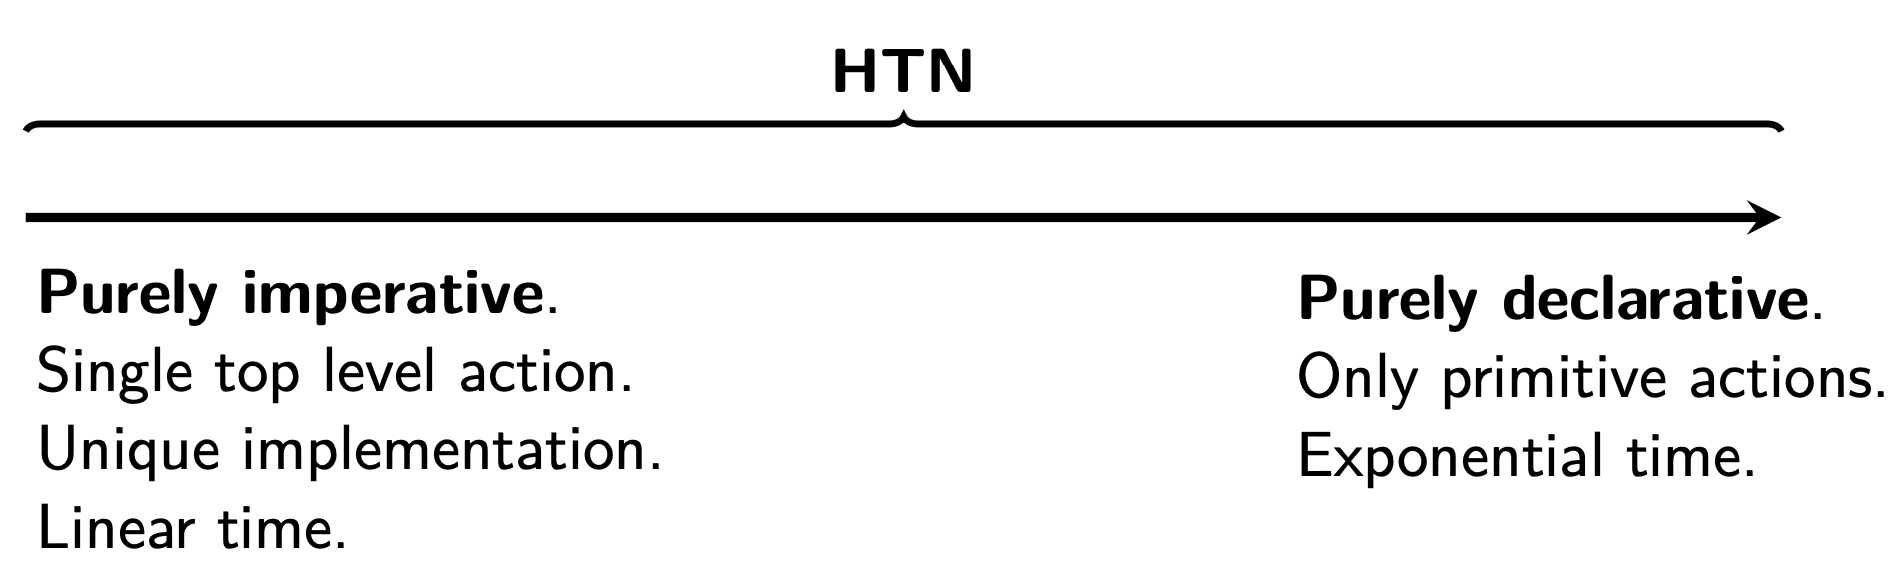 HTN
Purely imperative.
Single top level action.
Unique implementation.
Linear time.
Purely declarative.
Only primitive actions.
Exponential time.